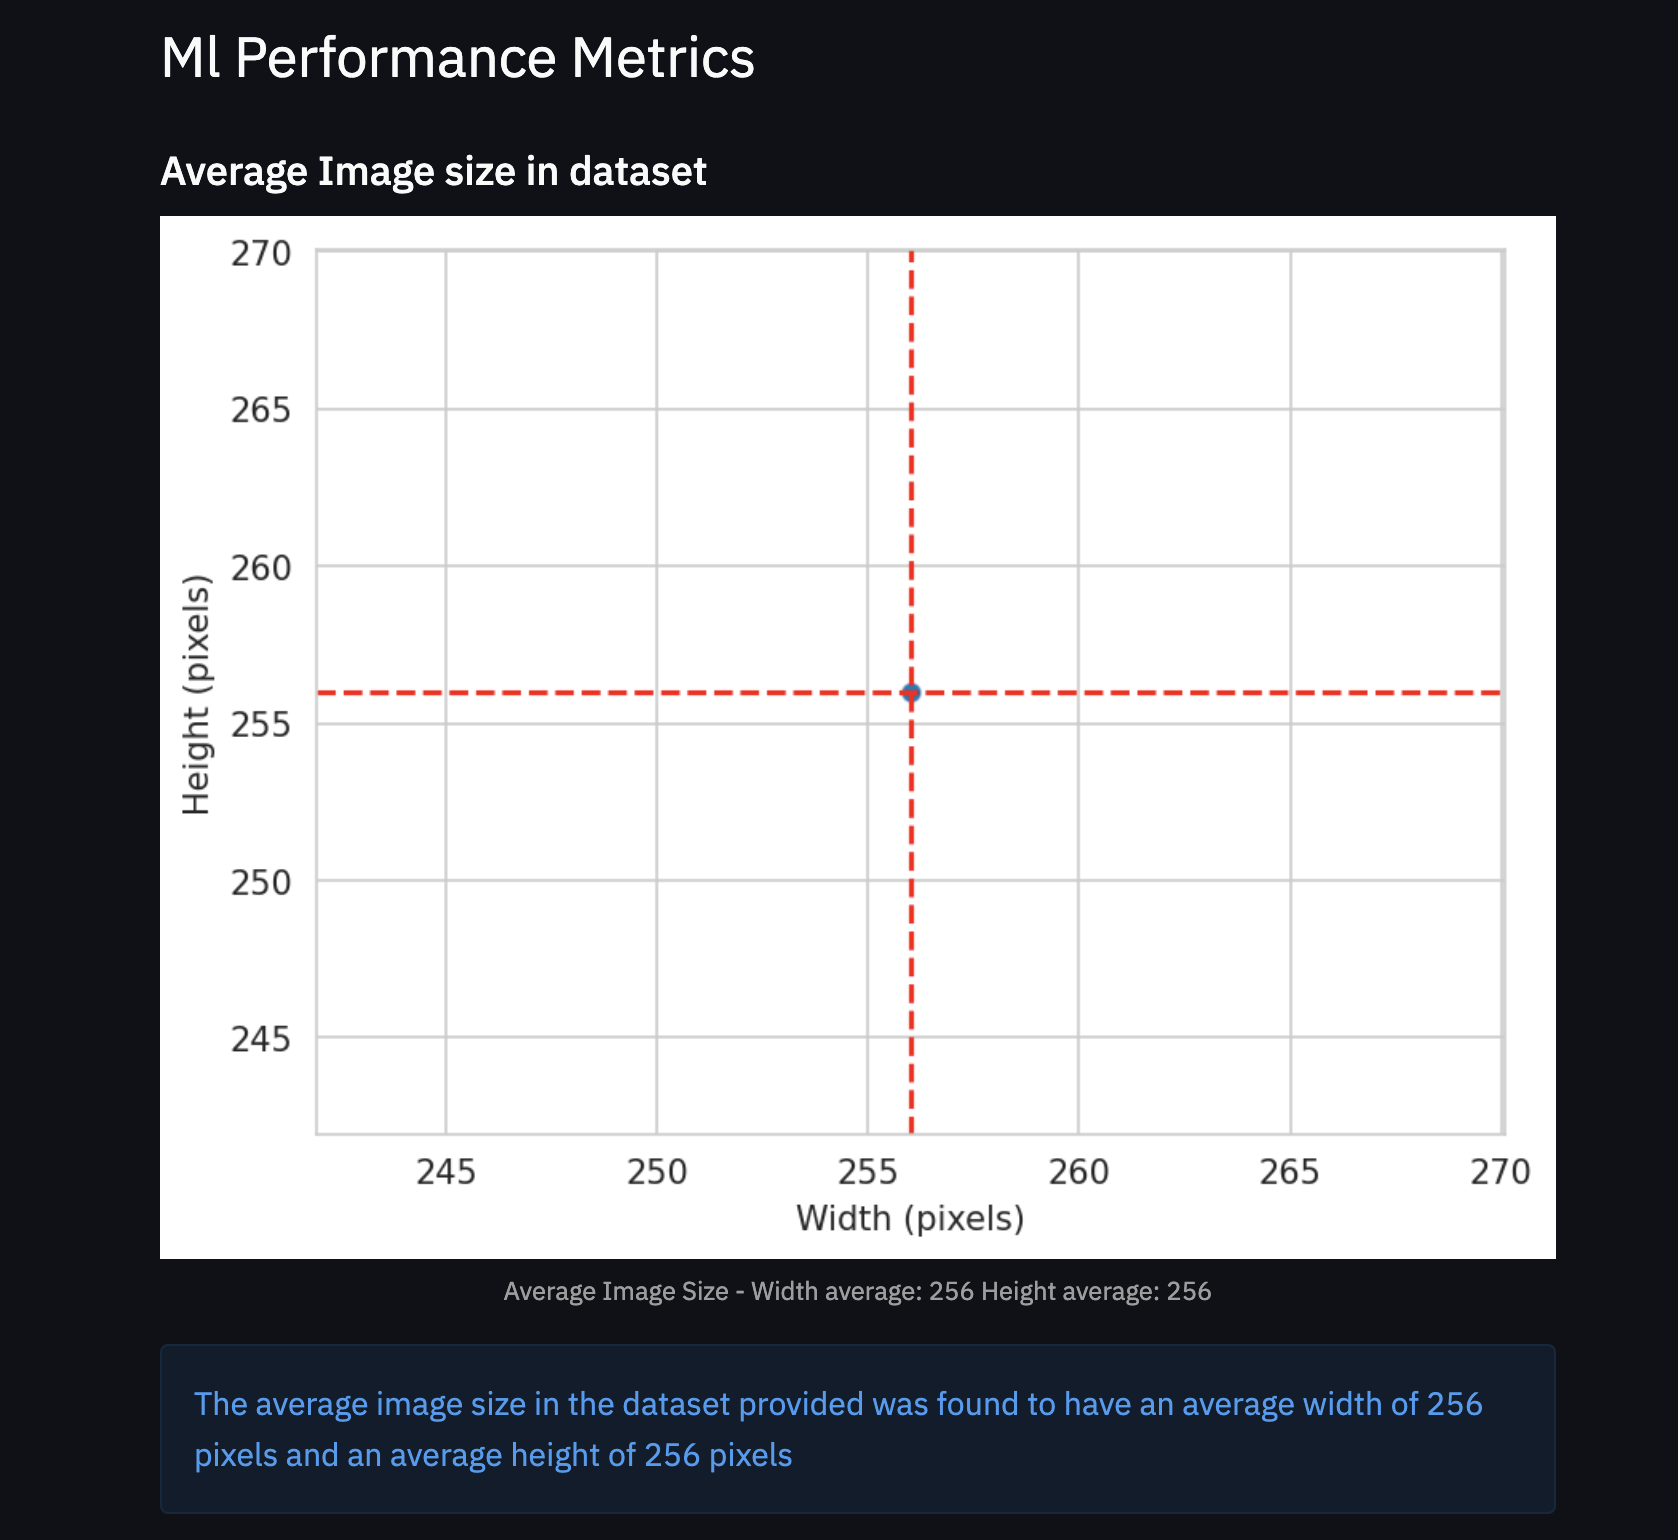 Ml Performance Metrics
Average Image size in dataset
270
265
260
255
250
245
Height (pixels)
245 250 255 260 265 270
Width (pixels)
Average Image Size - Width average: 256 Height average: 256
The average image size in the dataset provided was found to have an average width of 256
pixels and an average height of 256 pixels